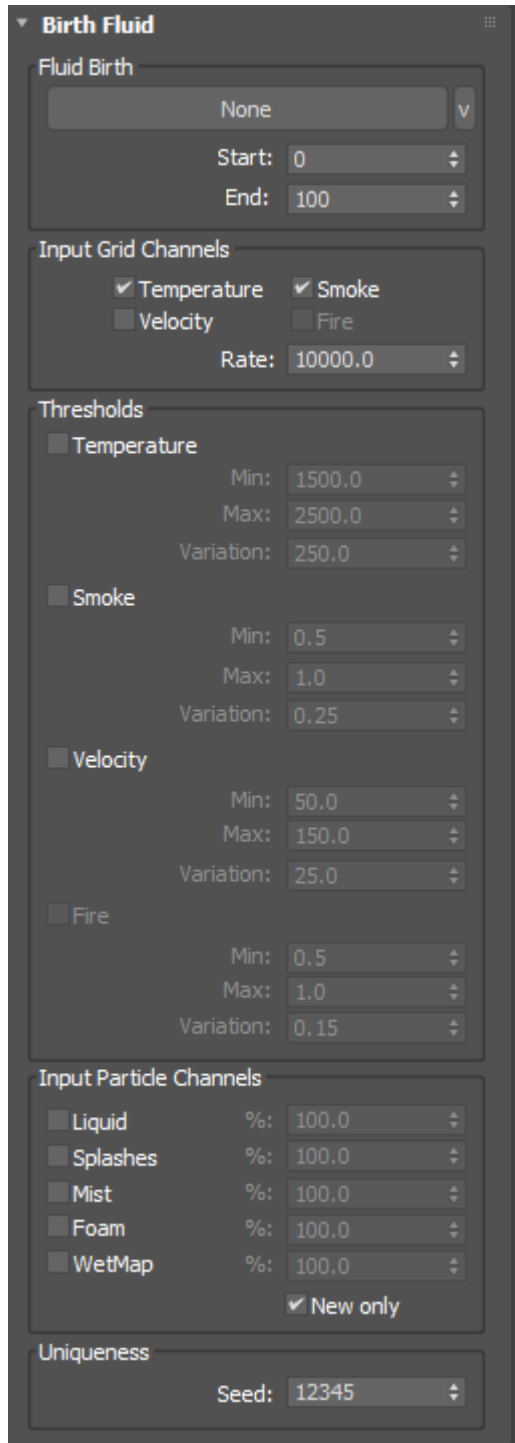 Birth Fluid
Fluid Birth
None v
Start: 0
End: 100
Input Grid Channels
Temperature Smoke
Velocity Fire
Rate: 10000.0
Thresholds
Temperature
Min: 1500.0
Max: 2500.0
Variation: 250.0
Smoke
Min: 0.5
Max: 1.0
Variation: 0.25
Velocity
Min: 50.0
Max: 150.0
Variation: 25.0
Fire
Min: 0.5
Max: 1.0
Variation: 0.15
Input Particle Channels
Liquid %: 100.0
Splashes %: 100.0
Mist %: 100.0
Foam %: 100.0
WetMap %: 100.0
New only
Uniqueness
Seed: 12345